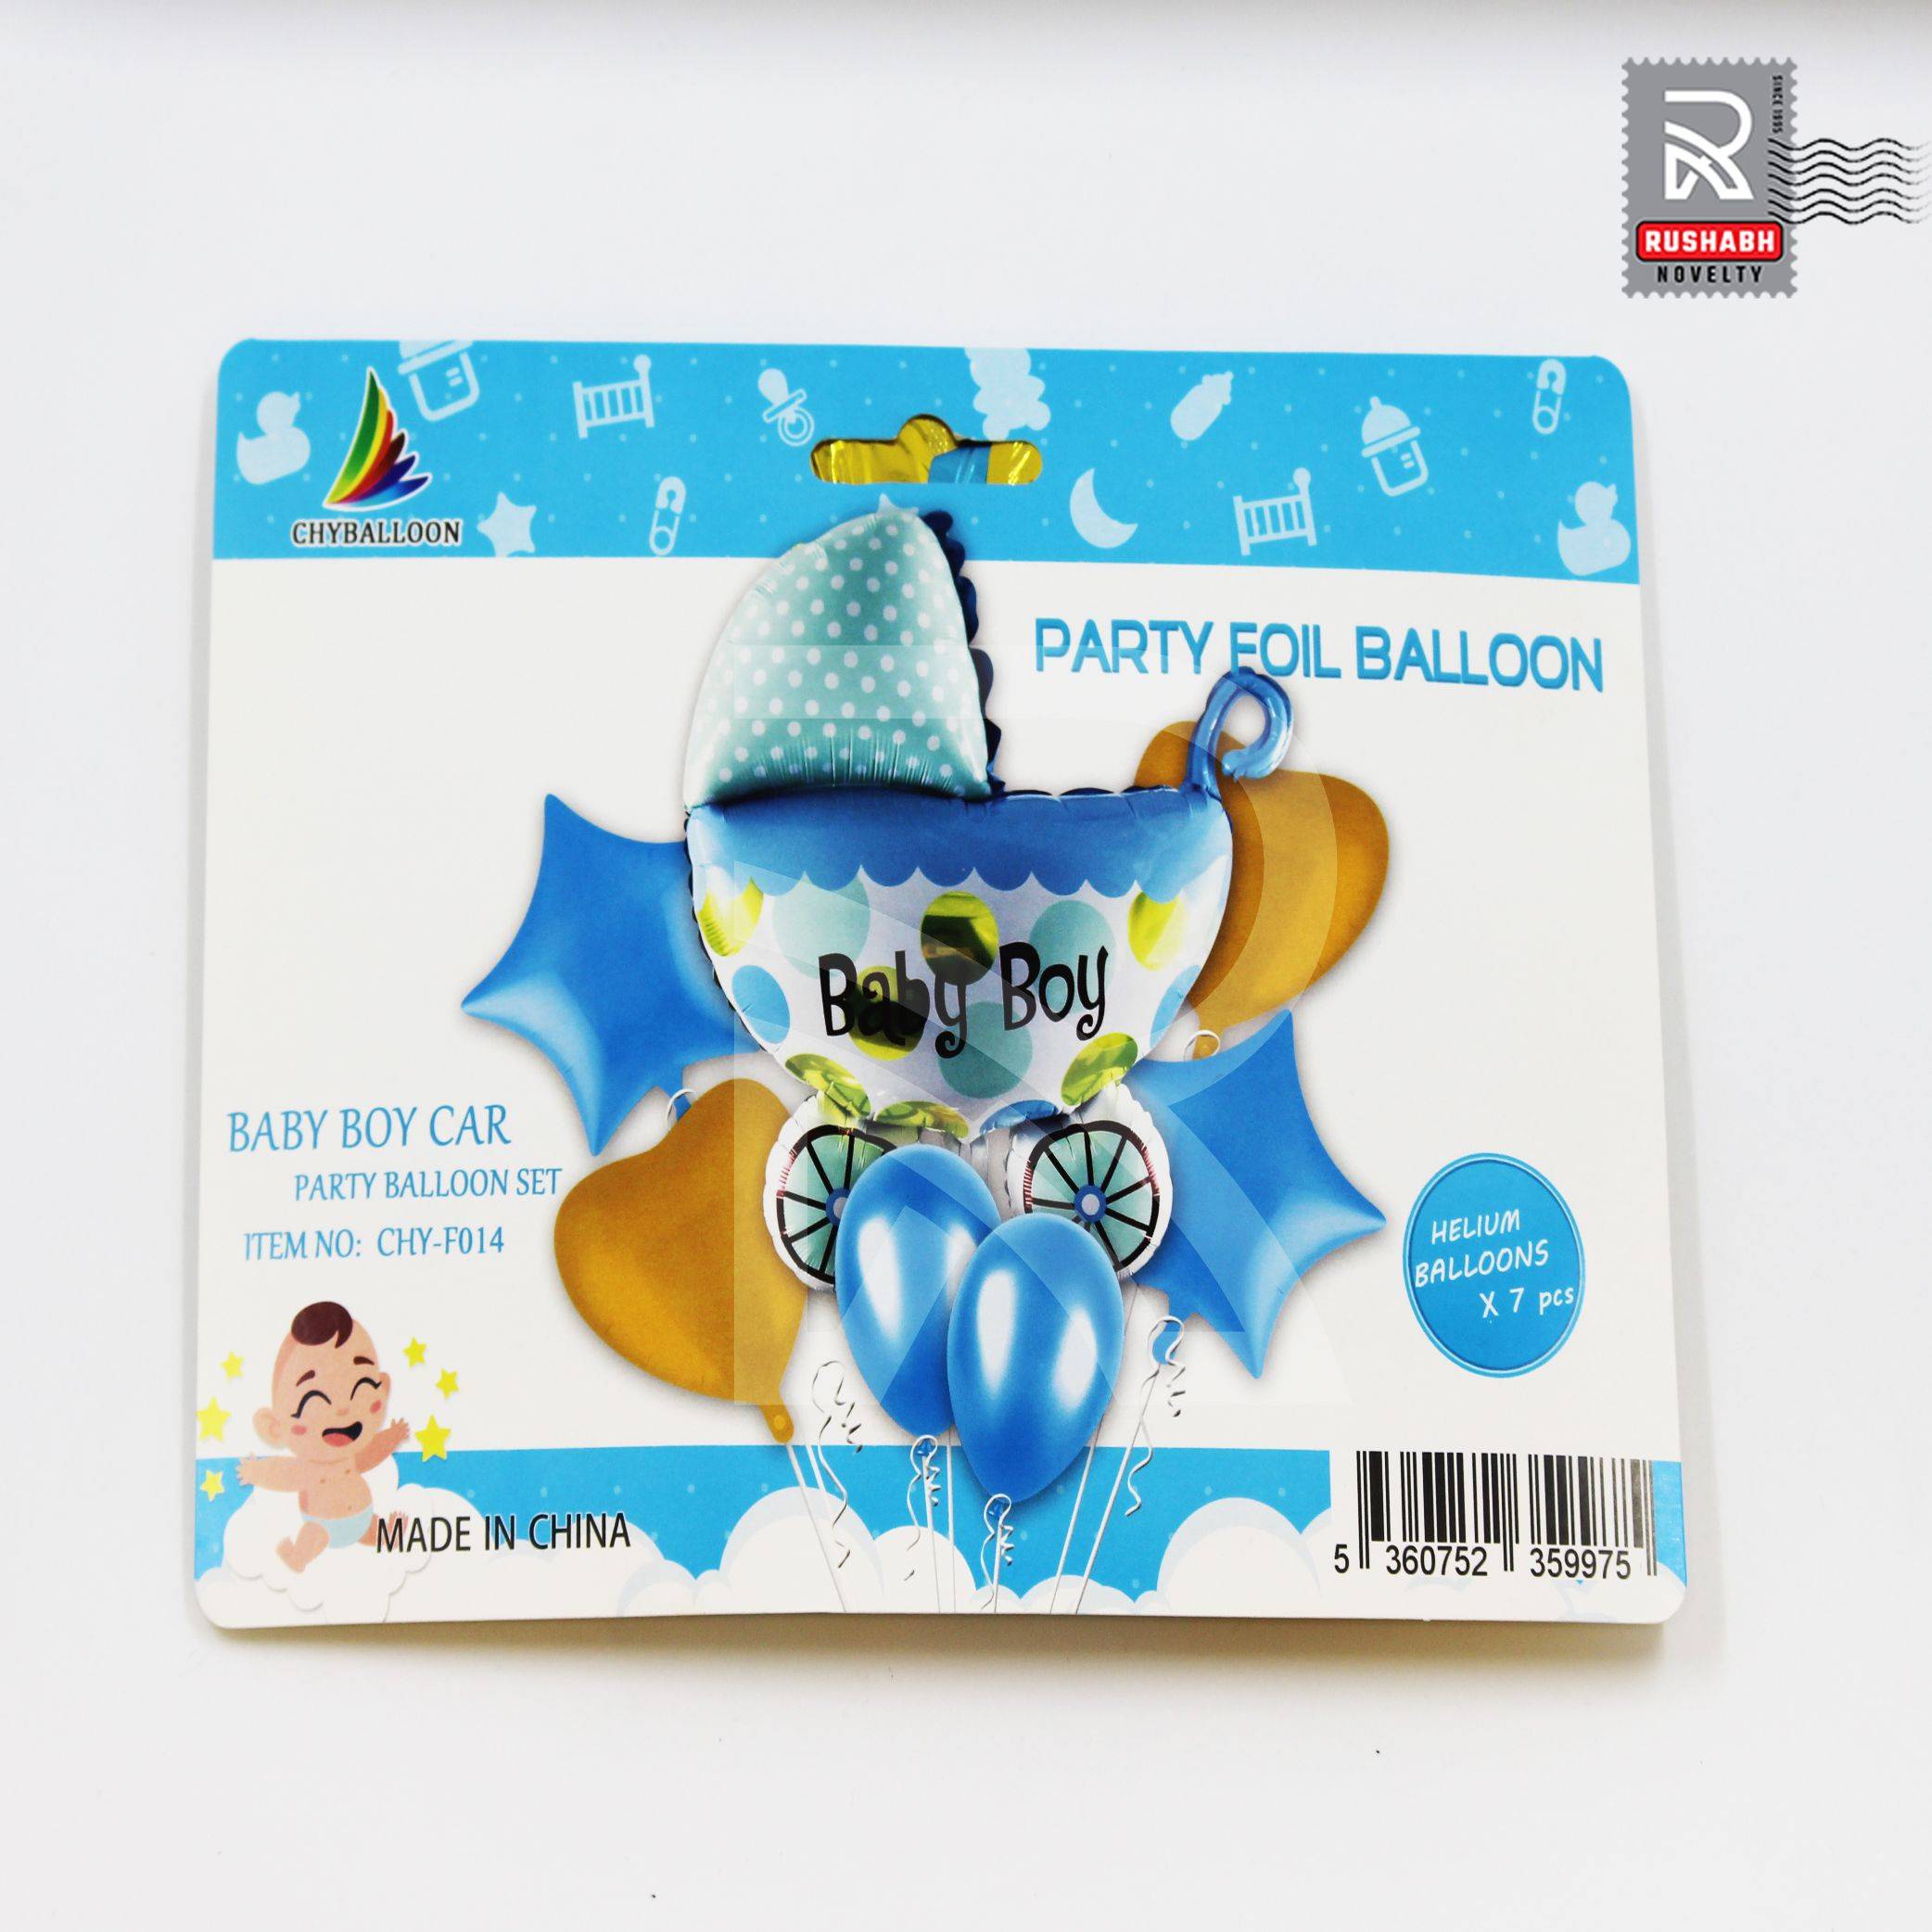 SINCE 1995
RUSHABH
NOVELTY
CHYBALLOON
PARTY FOIL BALLOON
Baby Boy
BABY BOY CAR
PARTY BALLOON SET
ITEM NO: CHY-F014
HELIUM
BALLOONS
X 7 pcs
MADE IN CHINA
5 360752 359975